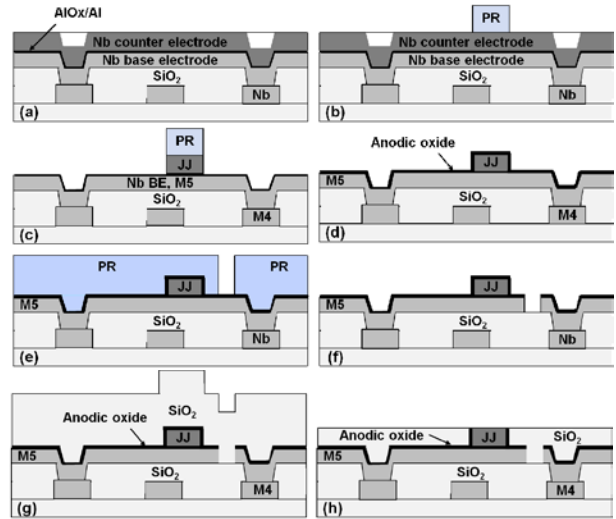 AlOx/Al
Nb counter electrode
Nb base electrode
SiO₂
Nb
(a)
PR
Nb counter electrode
Nb base electrode
SiO₂
Nb
(b)
PR
JJ
Nb BE, M5
SiO₂
M4
(c)
Anodic oxide
JJ
M5
SiO₂
M4
(d)
PR
PR
JJ
M5
SiO₂
Nb
(e)
JJ
M5
SiO₂
Nb
(f)
SiO₂
Anodic oxide
JJ
M5
SiO₂
M4
(g)
Anodic oxide
JJ
SiO₂
M5
SiO₂
M4
(h)